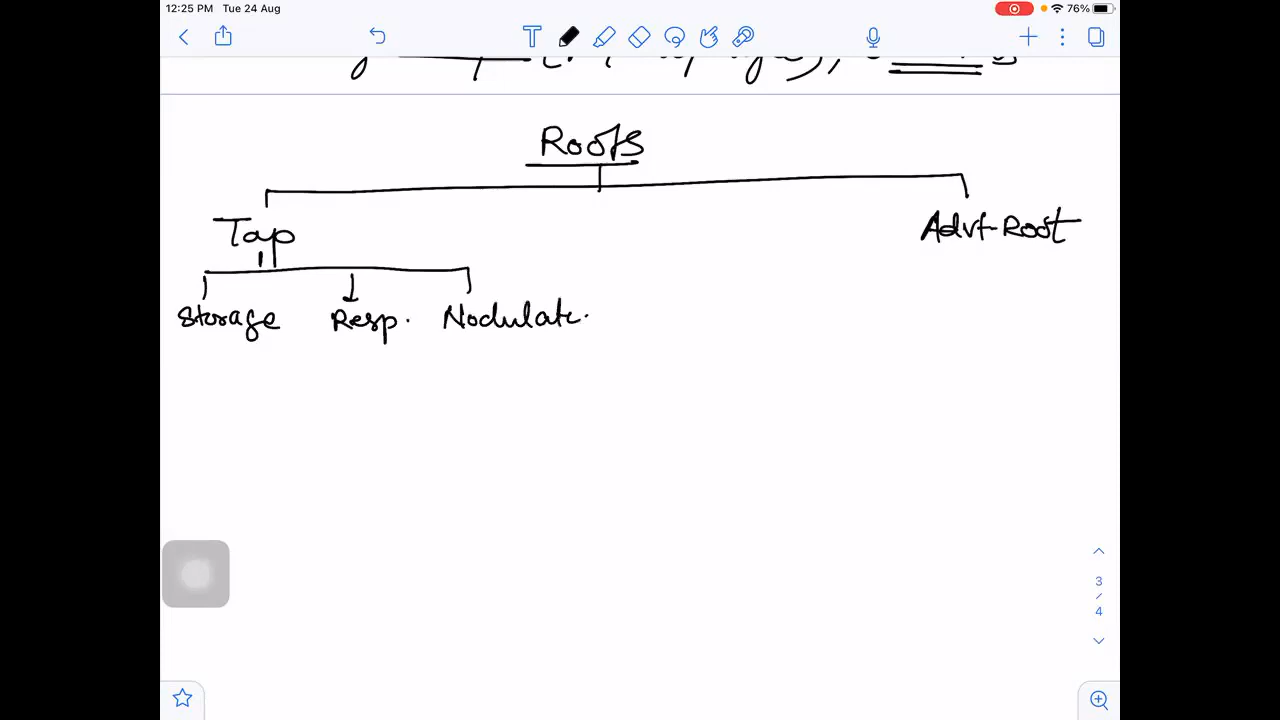 12:25 PM Tue 24 Aug 76%
T
Roots
Tap Advt-Root
Storage Resp. Nodulate.
3
4